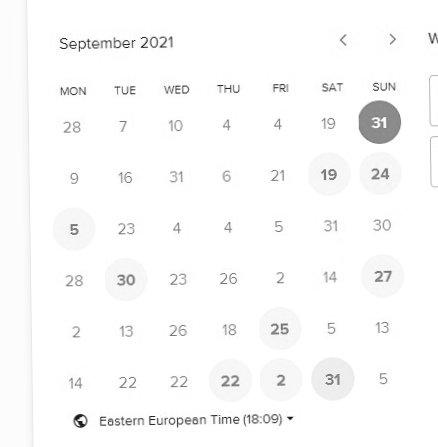 September 2021
W
MON TUE WED THU FRI SAT SUN
28 7 10 4 4 19 31
9 16 31 6 21 19 24
5 23 4 4 5 31 30
28 30 23 26 2 14 27
2 13 26 18 25 5 13
14 22 22 22 2 31 5
Eastern European Time (18:09)